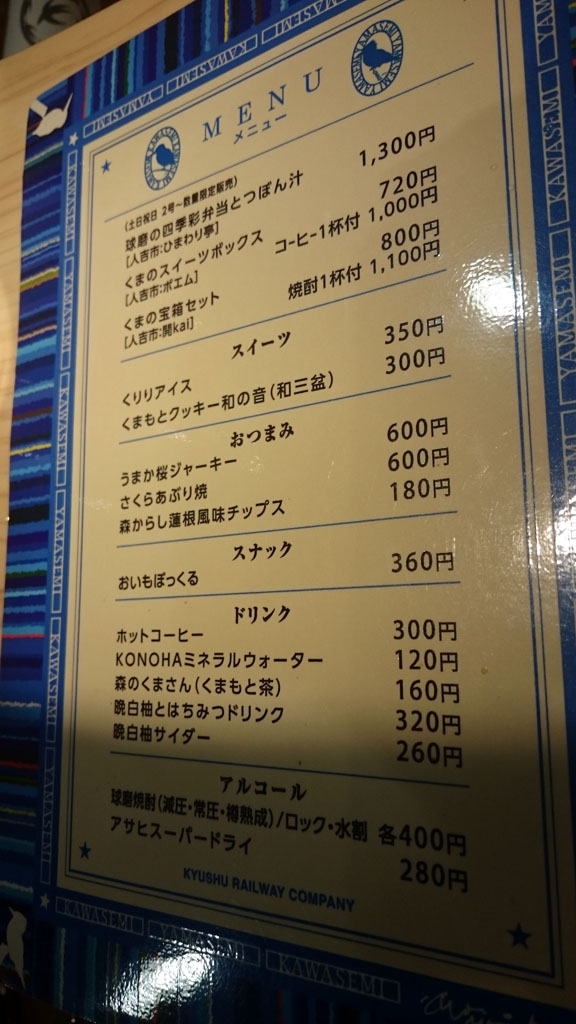 MENU
メニュー
(土日祝日 2号〜数量限定販売)
球磨の四季彩弁当とつぼん汁 1,300円
[人吉市:ひまわり亭]
くまのスイーツボックス 720円
[人吉市:ポエム] コーヒー1杯付 1,000円
くまの宝箱セット 800円
[人吉市:開kai] 焼酎1杯付 1,100円
スイーツ
くりりアイス 350円
くまもとクッキー和の音(和三盆) 300円
おつまみ
うまか桜ジャーキー 600円
さくらあぶり焼 600円
森からし蓮根風味チップス 180円
スナック
おいもぼっくる 360円
ドリンク
ホットコーヒー 300円
KONOHAミネラルウォーター 120円
森のくまさん(くまもと茶) 160円
晩白柚とはちみつドリンク 320円
晩白柚サイダー 260円
アルコール
球磨焼酎(減圧・常圧・樽熟成)/ロック・水割 各400円
アサヒスーパードライ 280円
KYUSHU RAILWAY COMPANY
KAWASEMI YAMASEMI KAWASEMI